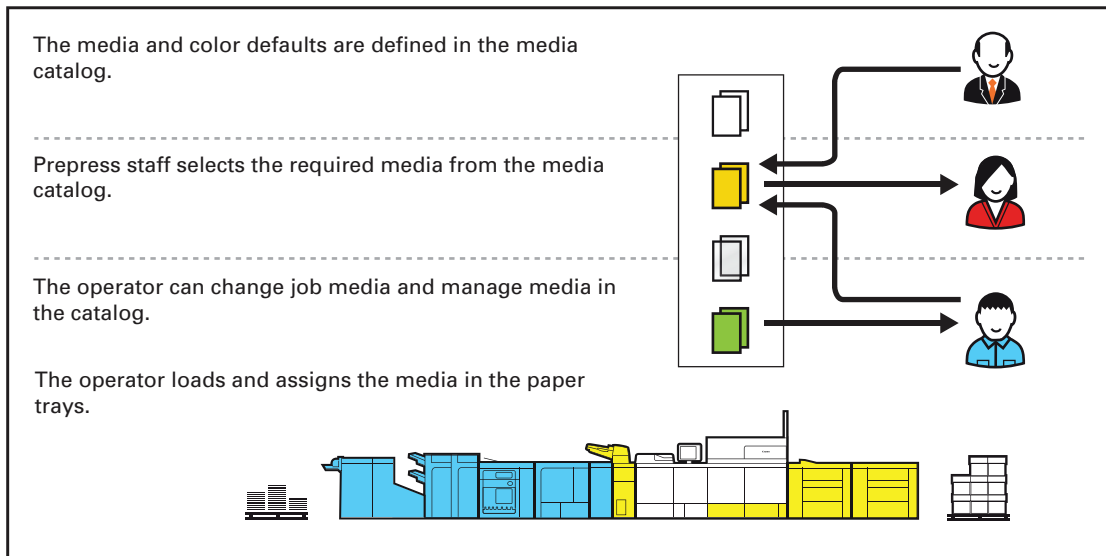 The media and color defaults are defined in the media
catalog.
Prepress staff selects the required media from the media
catalog.
The operator can change job media and manage media in
the catalog.
The operator loads and assigns the media in the paper
trays.